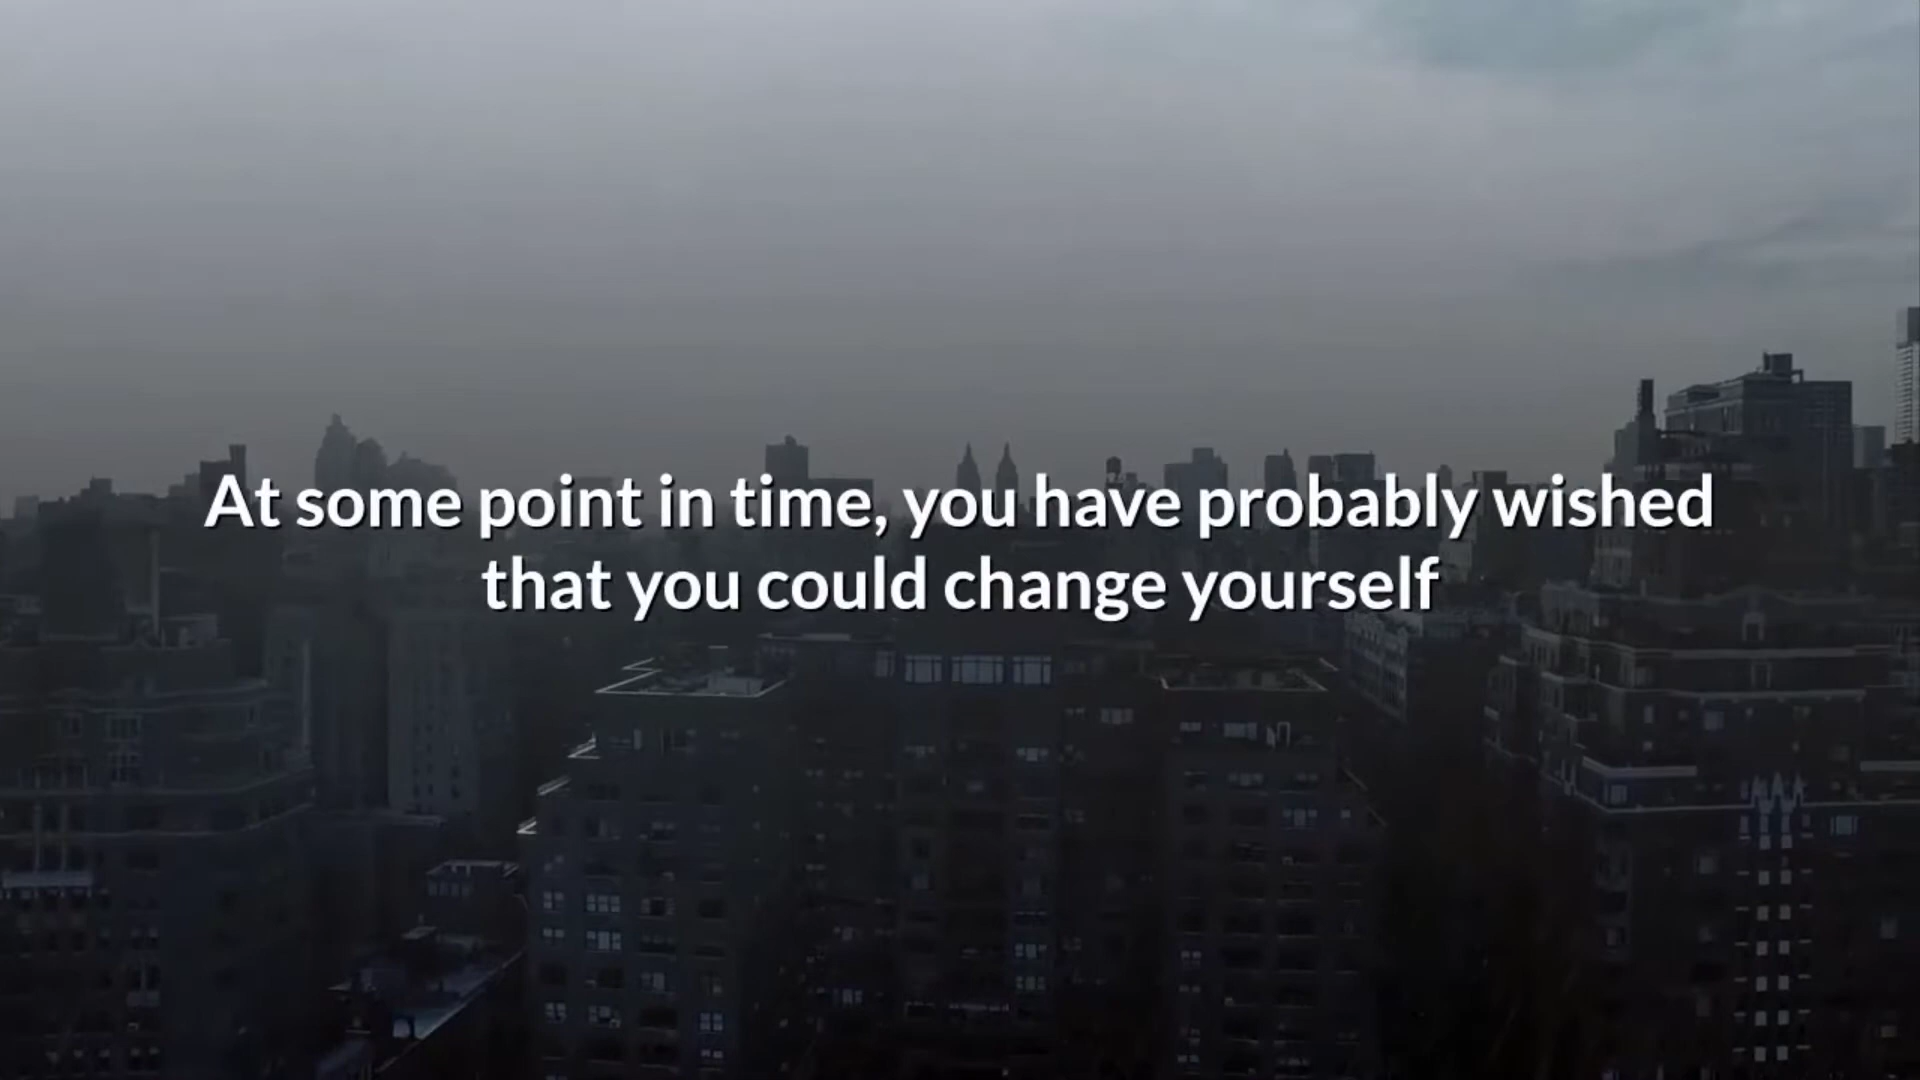 At some point in time, you have probably wished
that you could change yourself